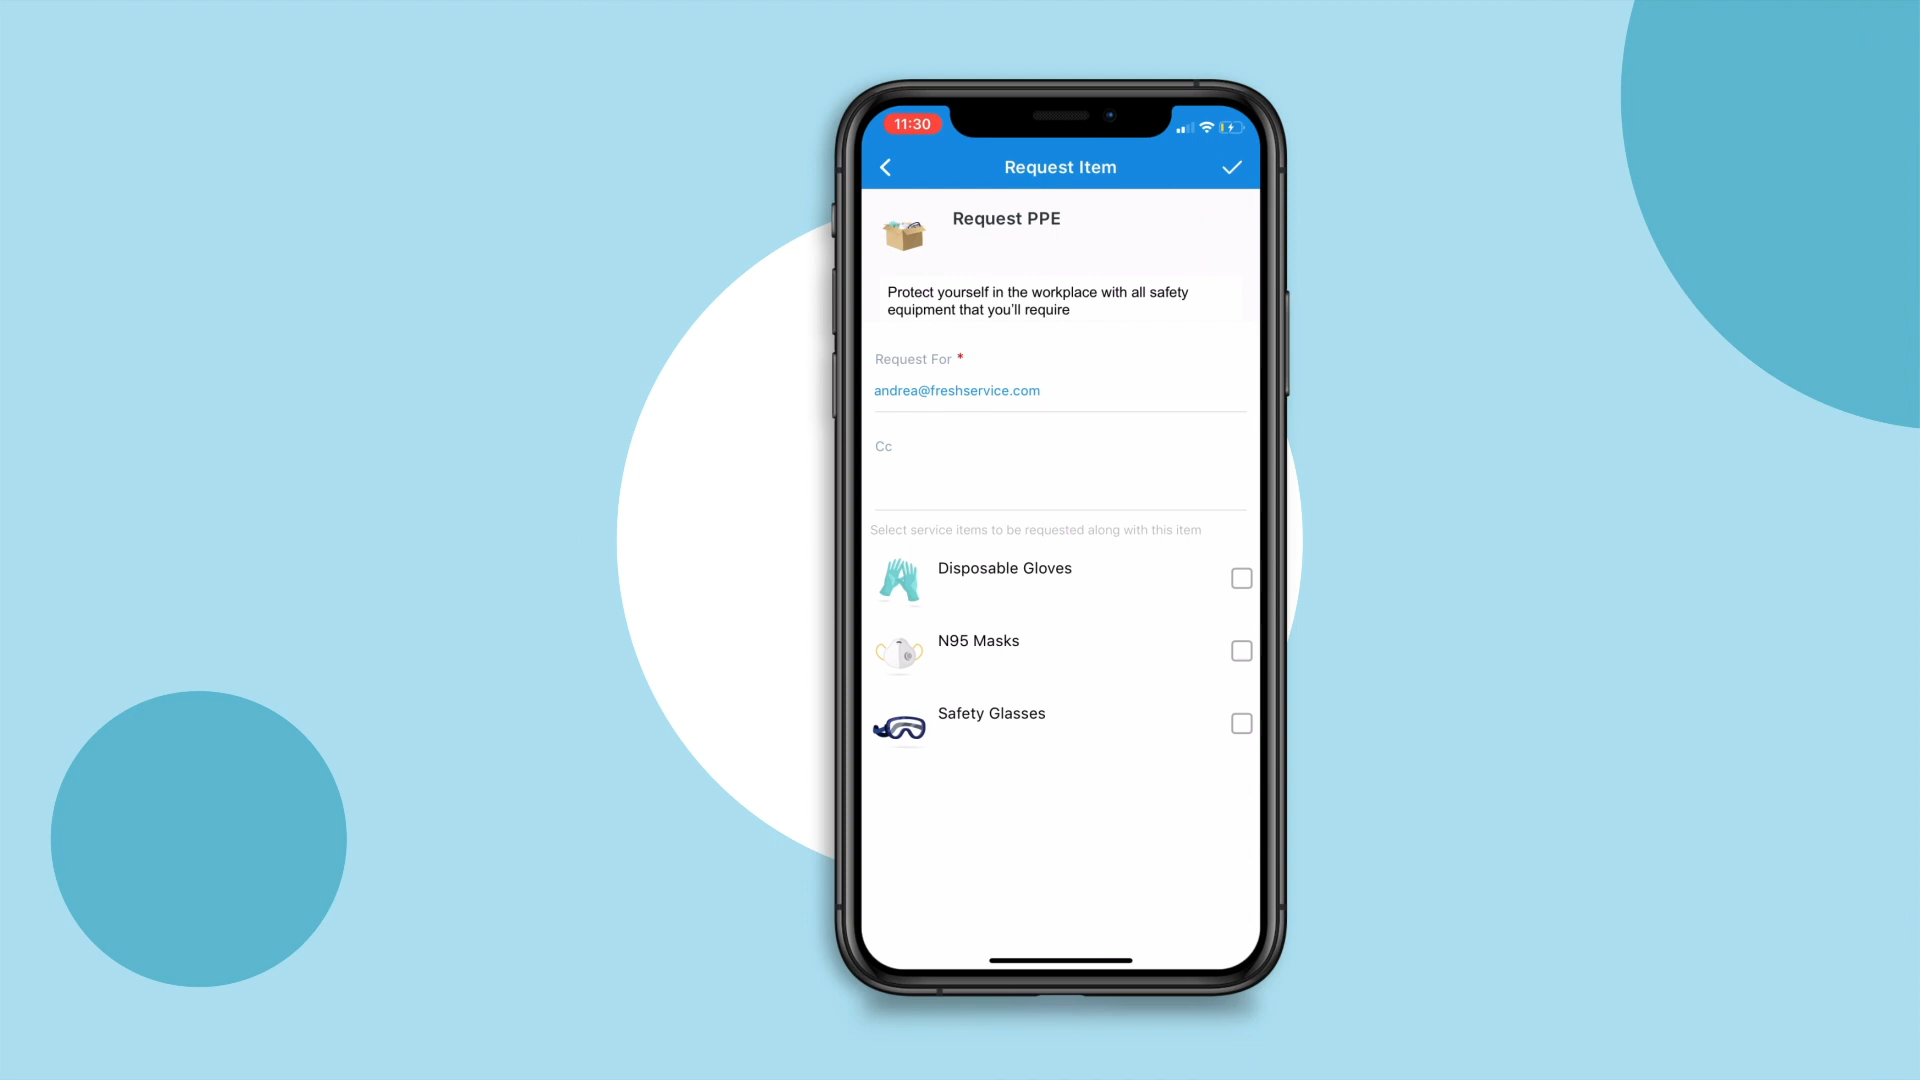 11:30
Request Item
Request PPE
Protect yourself in the workplace with all safety
equipment that you'll require
Request For *
andrea@freshservice.com
Cc
Select service items to be requested along with this item
Disposable Gloves
N95 Masks
Safety Glasses